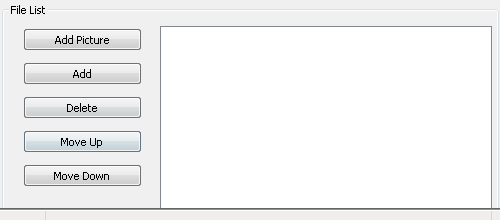 File List
Add Picture
Add
Delete
Move Up
Move Down